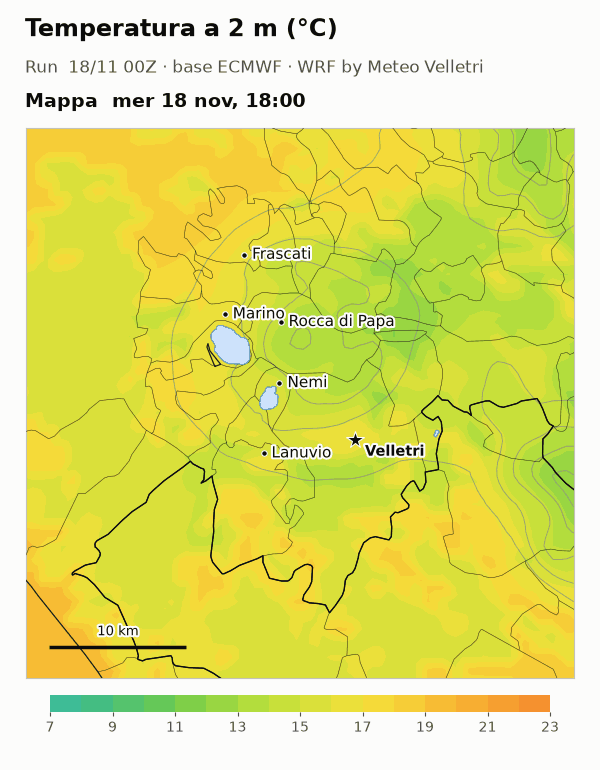 Temperatura a 2 m (°C)
Run  18/11 00Z · base ECMWF · WRF by Meteo Velletri
Mappa  mer 18 nov, 18:00
Frascati
Marino
Rocca di Papa
Nemi
Lanuvio
Velletri
10 km
7 9 11 13 15 17 19 21 23